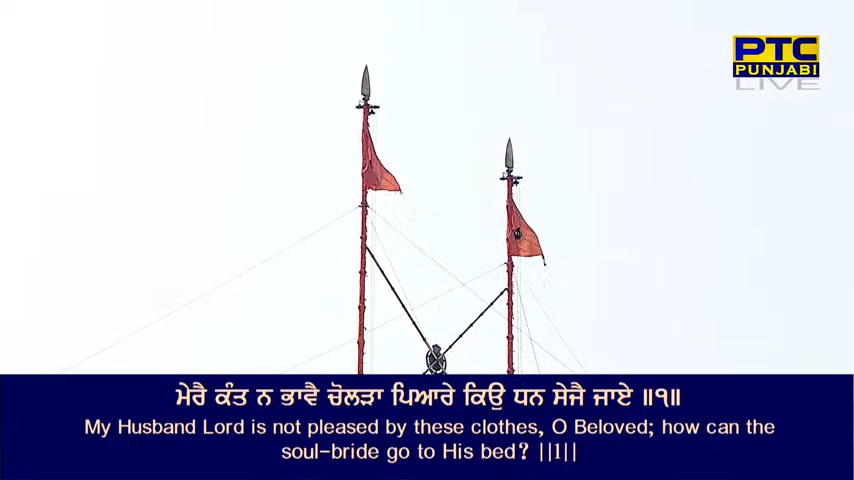 PTC
PUNJABI
LIVE
ਮੇਰੈ ਕੰਤ ਨ ਭਾਵੈ ਚੋਲੜਾ ਪਿਆਰੇ ਕਿਉ ਧਨ ਸੇਜੈ ਜਾਏ ॥੧॥
My Husband Lord is not pleased by these clothes, O Beloved; how can the
soul-bride go to His bed? ||1||